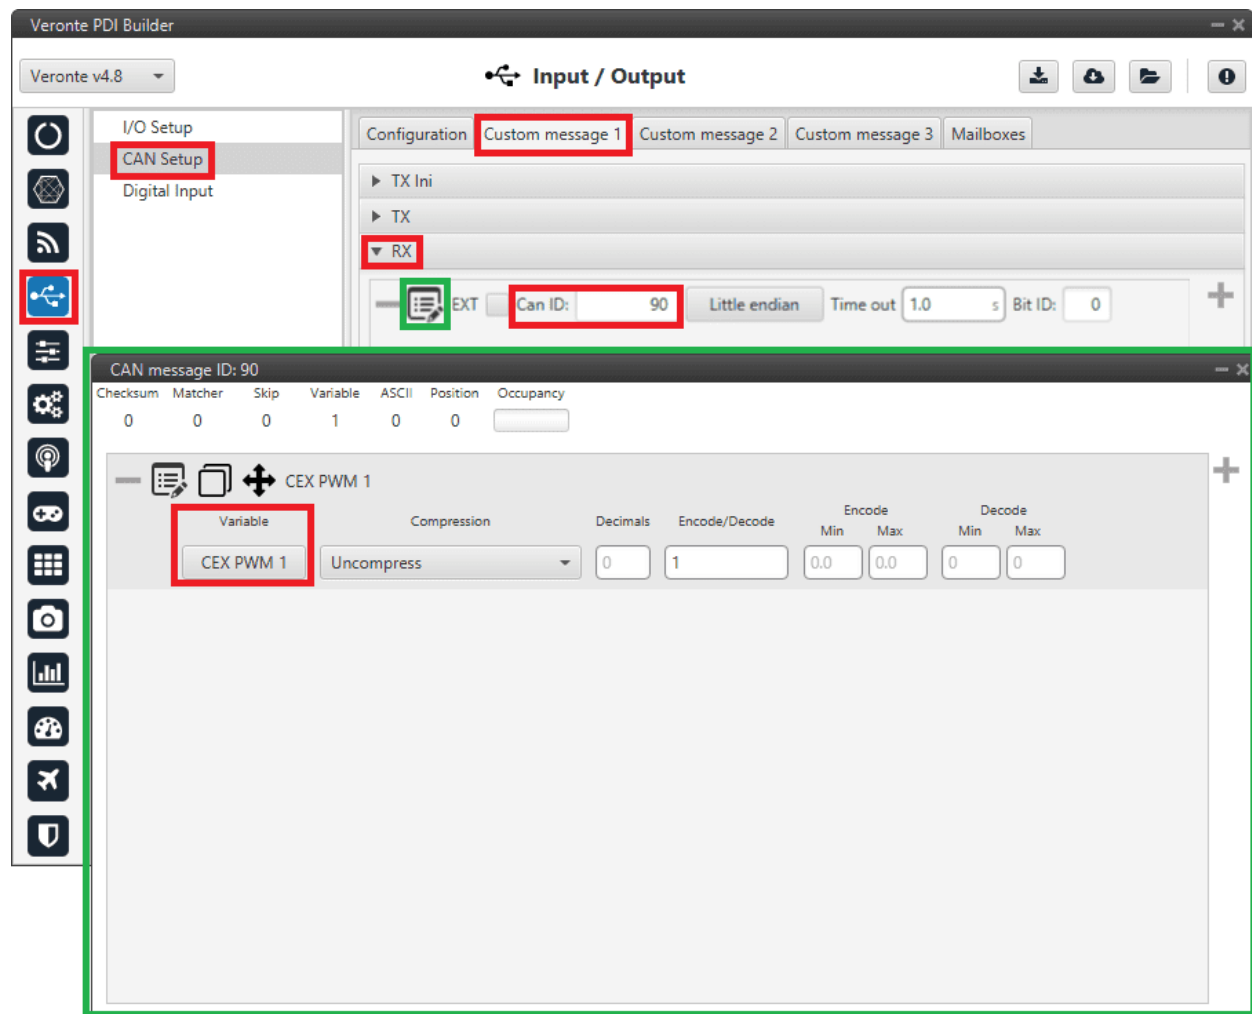 Veronte PDI Builder
Veronte v4.8
Input / Output
I/O Setup
CAN Setup
Digital Input
Configuration Custom message 1 Custom message 2 Custom message 3 Mailboxes
TX Ini
TX
RX
EXT Can ID: 90 Little endian Time out 1.0 s Bit ID: 0
CAN message ID: 90
Checksum Matcher Skip Variable ASCII Position Occupancy
0 0 0 1 0 0
CEX PWM 1
Variable Compression Decimals Encode/Decode Encode Decode
Min Max Min Max
CEX PWM 1 Uncompress 0 1 0.0 0.0 0 0